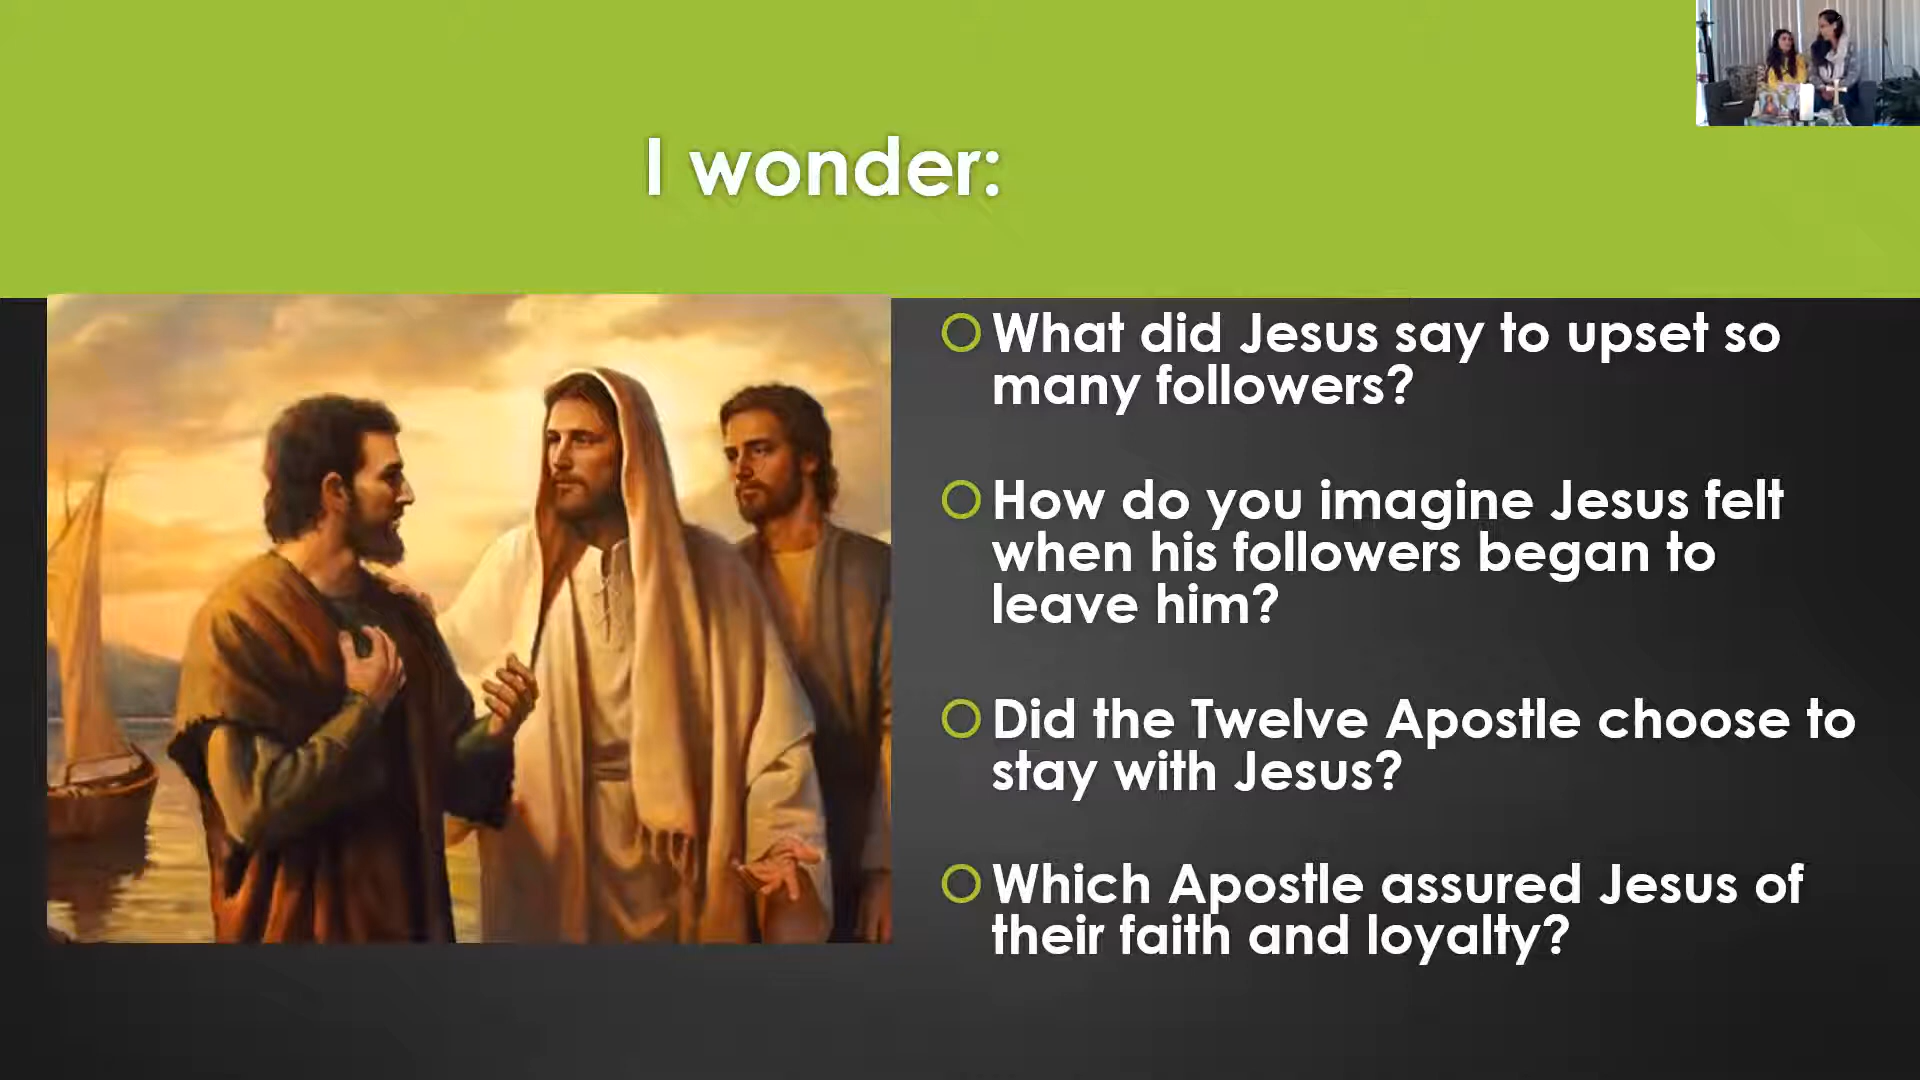 I wonder:
What did Jesus say to upset so
many followers?
How do you imagine Jesus felt
when his followers began to
leave him?
Did the Twelve Apostle choose to
stay with Jesus?
Which Apostle assured Jesus of
their faith and loyalty?